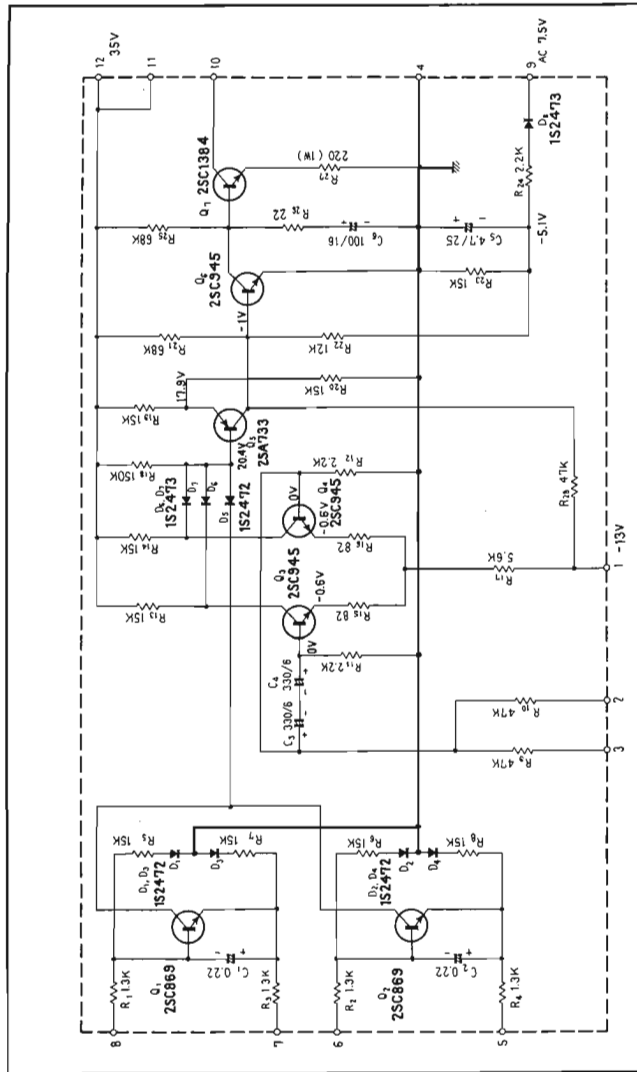 12
35V
11
10
4
9
AC 7.5V
D8
1S2473
R24 2.2K
-5.1V
Q7 2SC1384
R27
220 (1W)
R25 68K
R26 22
C6 100/16
+
-
C5 4.7/25
+
-
R23
15K
Q6
2SC945
-1V
R21 68K
R22 12K
17.9V
R19 15K
R20 15K
20.4V Q5
2SA733
R18 150K
D6, D7
1S2473
D7
D6
D5
1S2472
R14 15K
R13 15K
R12 2.2K
0V
Q4
2SC945
-0.6V
R16 82
Q3
2SC945
-0.6V
0V
R15 82
R11 2.2K
C4
330/6
+
-
C3 330/6
-
+
R28 47K
R17
5.6K
-13V
1
2
3
R10
47K
R9 47K
R5 15K
D1
D1, D3
1S2472
D3
R7 15K
R6 15K
D2
D2, D4
1S2472
D4
R8 15K
Q1
2SC869
C1 0.22
-
+
R1 1.3K
R3 1.3K
Q2
2SC869
C2 0.22
-
+
R2 1.3K
R4 1.3K
8
7
6
5